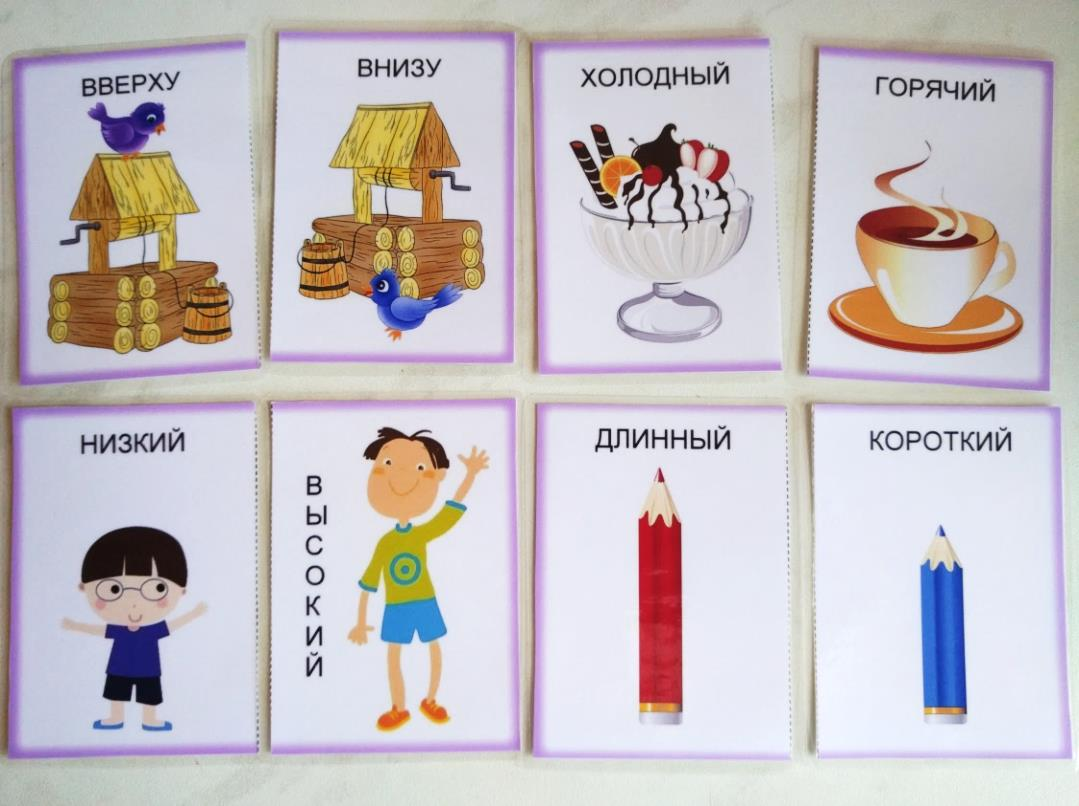 ВВЕРХУ
ВНИЗУ
ХОЛОДНЫЙ
ГОРЯЧИЙ
НИЗКИЙ
ВЫСОКИЙ
ДЛИННЫЙ
КОРОТКИЙ